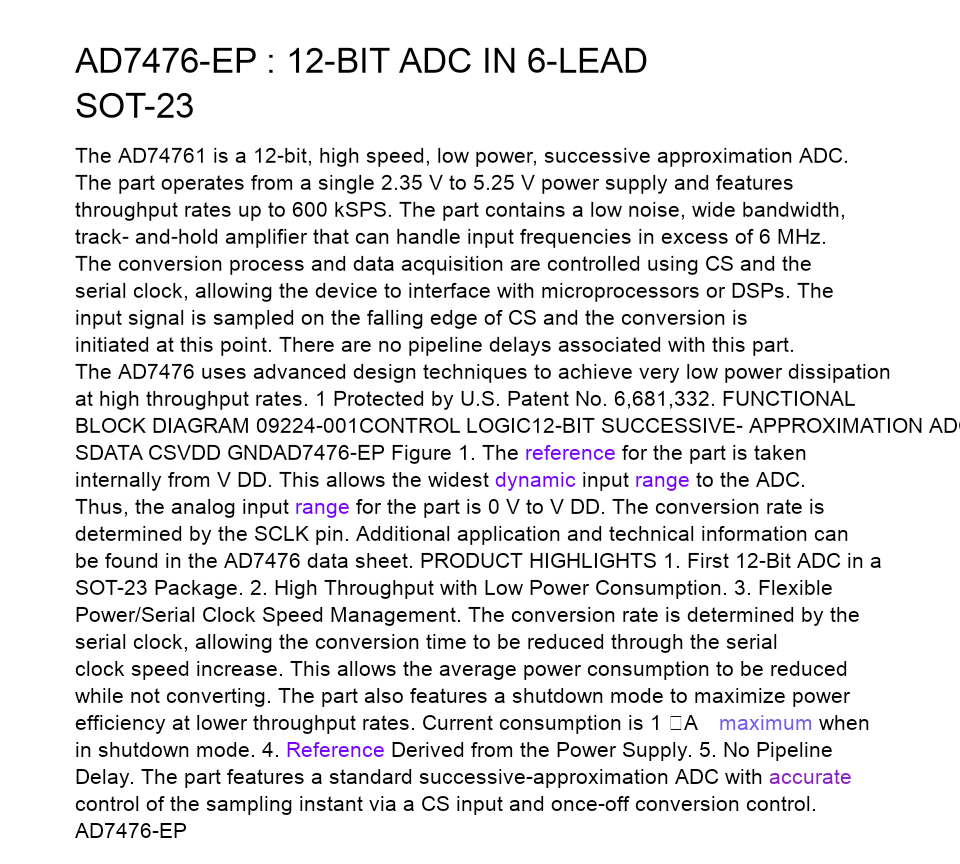 AD7476-EP : 12-BIT ADC IN 6-LEAD
SOT-23
The AD74761 is a 12-bit, high speed, low power, successive approximation ADC.
The part operates from a single 2.35 V to 5.25 V power supply and features
throughput rates up to 600 kSPS. The part contains a low noise, wide bandwidth,
track- and-hold amplifier that can handle input frequencies in excess of 6 MHz.
The conversion process and data acquisition are controlled using CS and the
serial clock, allowing the device to interface with microprocessors or DSPs. The
input signal is sampled on the falling edge of CS and the conversion is
initiated at this point. There are no pipeline delays associated with this part.
The AD7476 uses advanced design techniques to achieve very low power dissipation
at high throughput rates. 1 Protected by U.S. Patent No. 6,681,332. FUNCTIONAL
BLOCK DIAGRAM 09224-001CONTROL LOGIC12-BIT SUCCESSIVE- APPROXIMATION
SDATA CSVDD GNDAD7476-EP Figure 1. The reference for the part is taken
internally from V DD. This allows the widest dynamic input range to the ADC.
Thus, the analog input range for the part is 0 V to V DD. The conversion rate is
determined by the SCLK pin. Additional application and technical information can
be found in the AD7476 data sheet. PRODUCT HIGHLIGHTS 1. First 12-Bit ADC in a
SOT-23 Package. 2. High Throughput with Low Power Consumption. 3. Flexible
Power/Serial Clock Speed Management. The conversion rate is determined by the
serial clock, allowing the conversion time to be reduced through the serial
clock speed increase. This allows the average power consumption to be reduced
while not converting. The part also features a shutdown mode to maximize power
efficiency at lower throughput rates. Current consumption is 1 □A maximum when
in shutdown mode. 4. Reference Derived from the Power Supply. 5. No Pipeline
Delay. The part features a standard successive-approximation ADC with accurate
control of the sampling instant via a CS input and once-off conversion control.
AD7476-EP